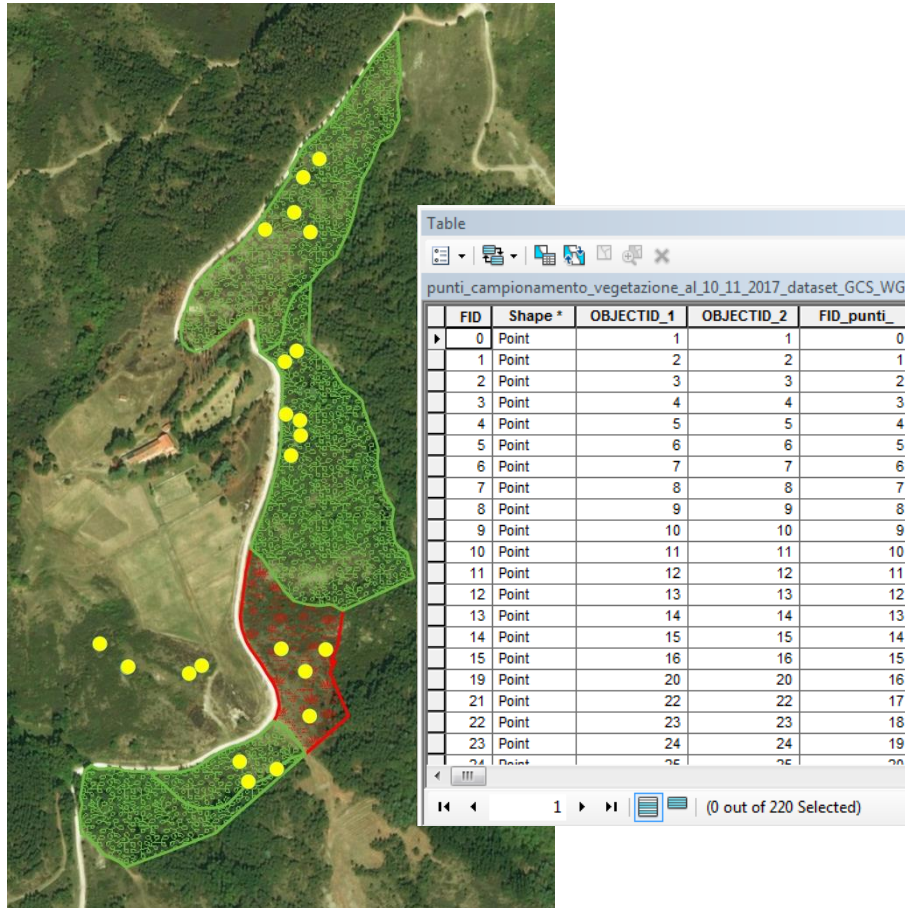 Table
punti_campionamento_vegetazione_al_10_11_2017_dataset_GCS_WG
FID Shape * OBJECTID_1 OBJECTID_2 FID_punti_
0 Point 1 1 0
1 Point 2 2 1
2 Point 3 3 2
3 Point 4 4 3
4 Point 5 5 4
5 Point 6 6 5
6 Point 7 7 6
7 Point 8 8 7
8 Point 9 9 8
9 Point 10 10 9
10 Point 11 11 10
11 Point 12 12 11
12 Point 13 13 12
13 Point 14 14 13
14 Point 15 15 14
15 Point 16 16 15
19 Point 20 20 16
21 Point 22 22 17
22 Point 23 23 18
23 Point 24 24 19
24 Point 25 25 20
1 (0 out of 220 Selected)